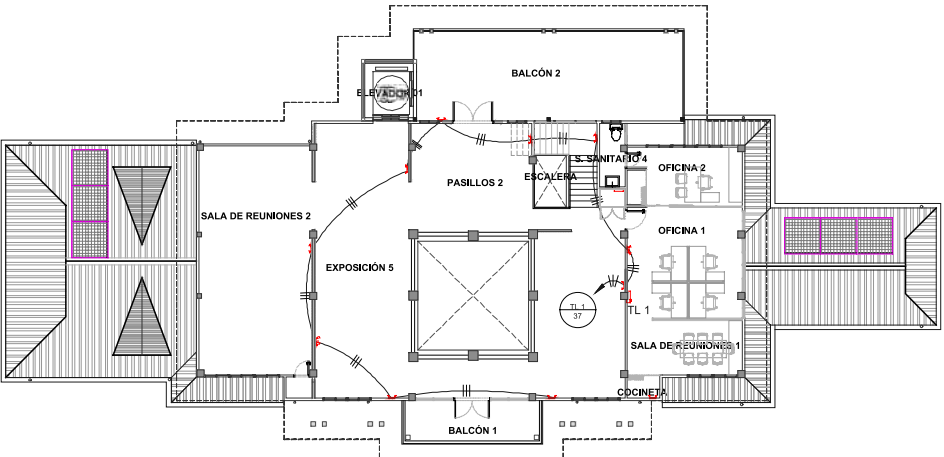 BALCÓN 2
ELEVADOR 01
S. SANITARIO 4
OFICINA 2
ESCALERA
PASILLOS 2
SALA DE REUNIONES 2
OFICINA 1
EXPOSICIÓN 5
TL 1
37
TL 1
SALA DE REUNIONES 1
COCINETA
BALCÓN 1